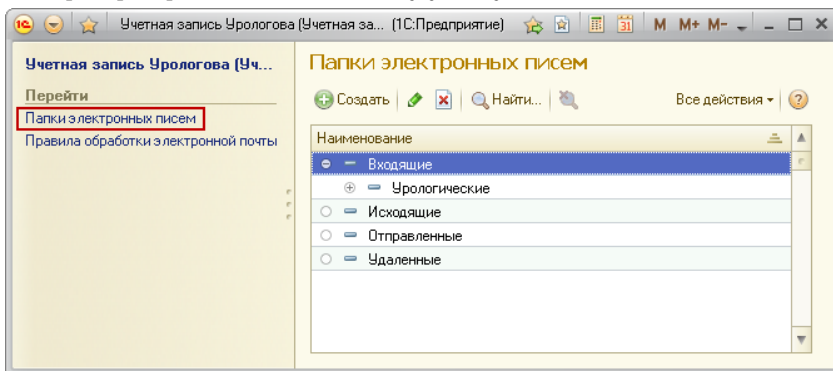 Учетная запись Урологова (Учетная за... (1С:Предприятие)
M M+ M-
Учетная запись Урологова (Уч...
Перейти
Папки электронных писем
Правила обработки электронной почты
Папки электронных писем
Создать
Найти...
Все действия
Наименование
Входящие
Урологические
Исходящие
Отправленные
Удаленные